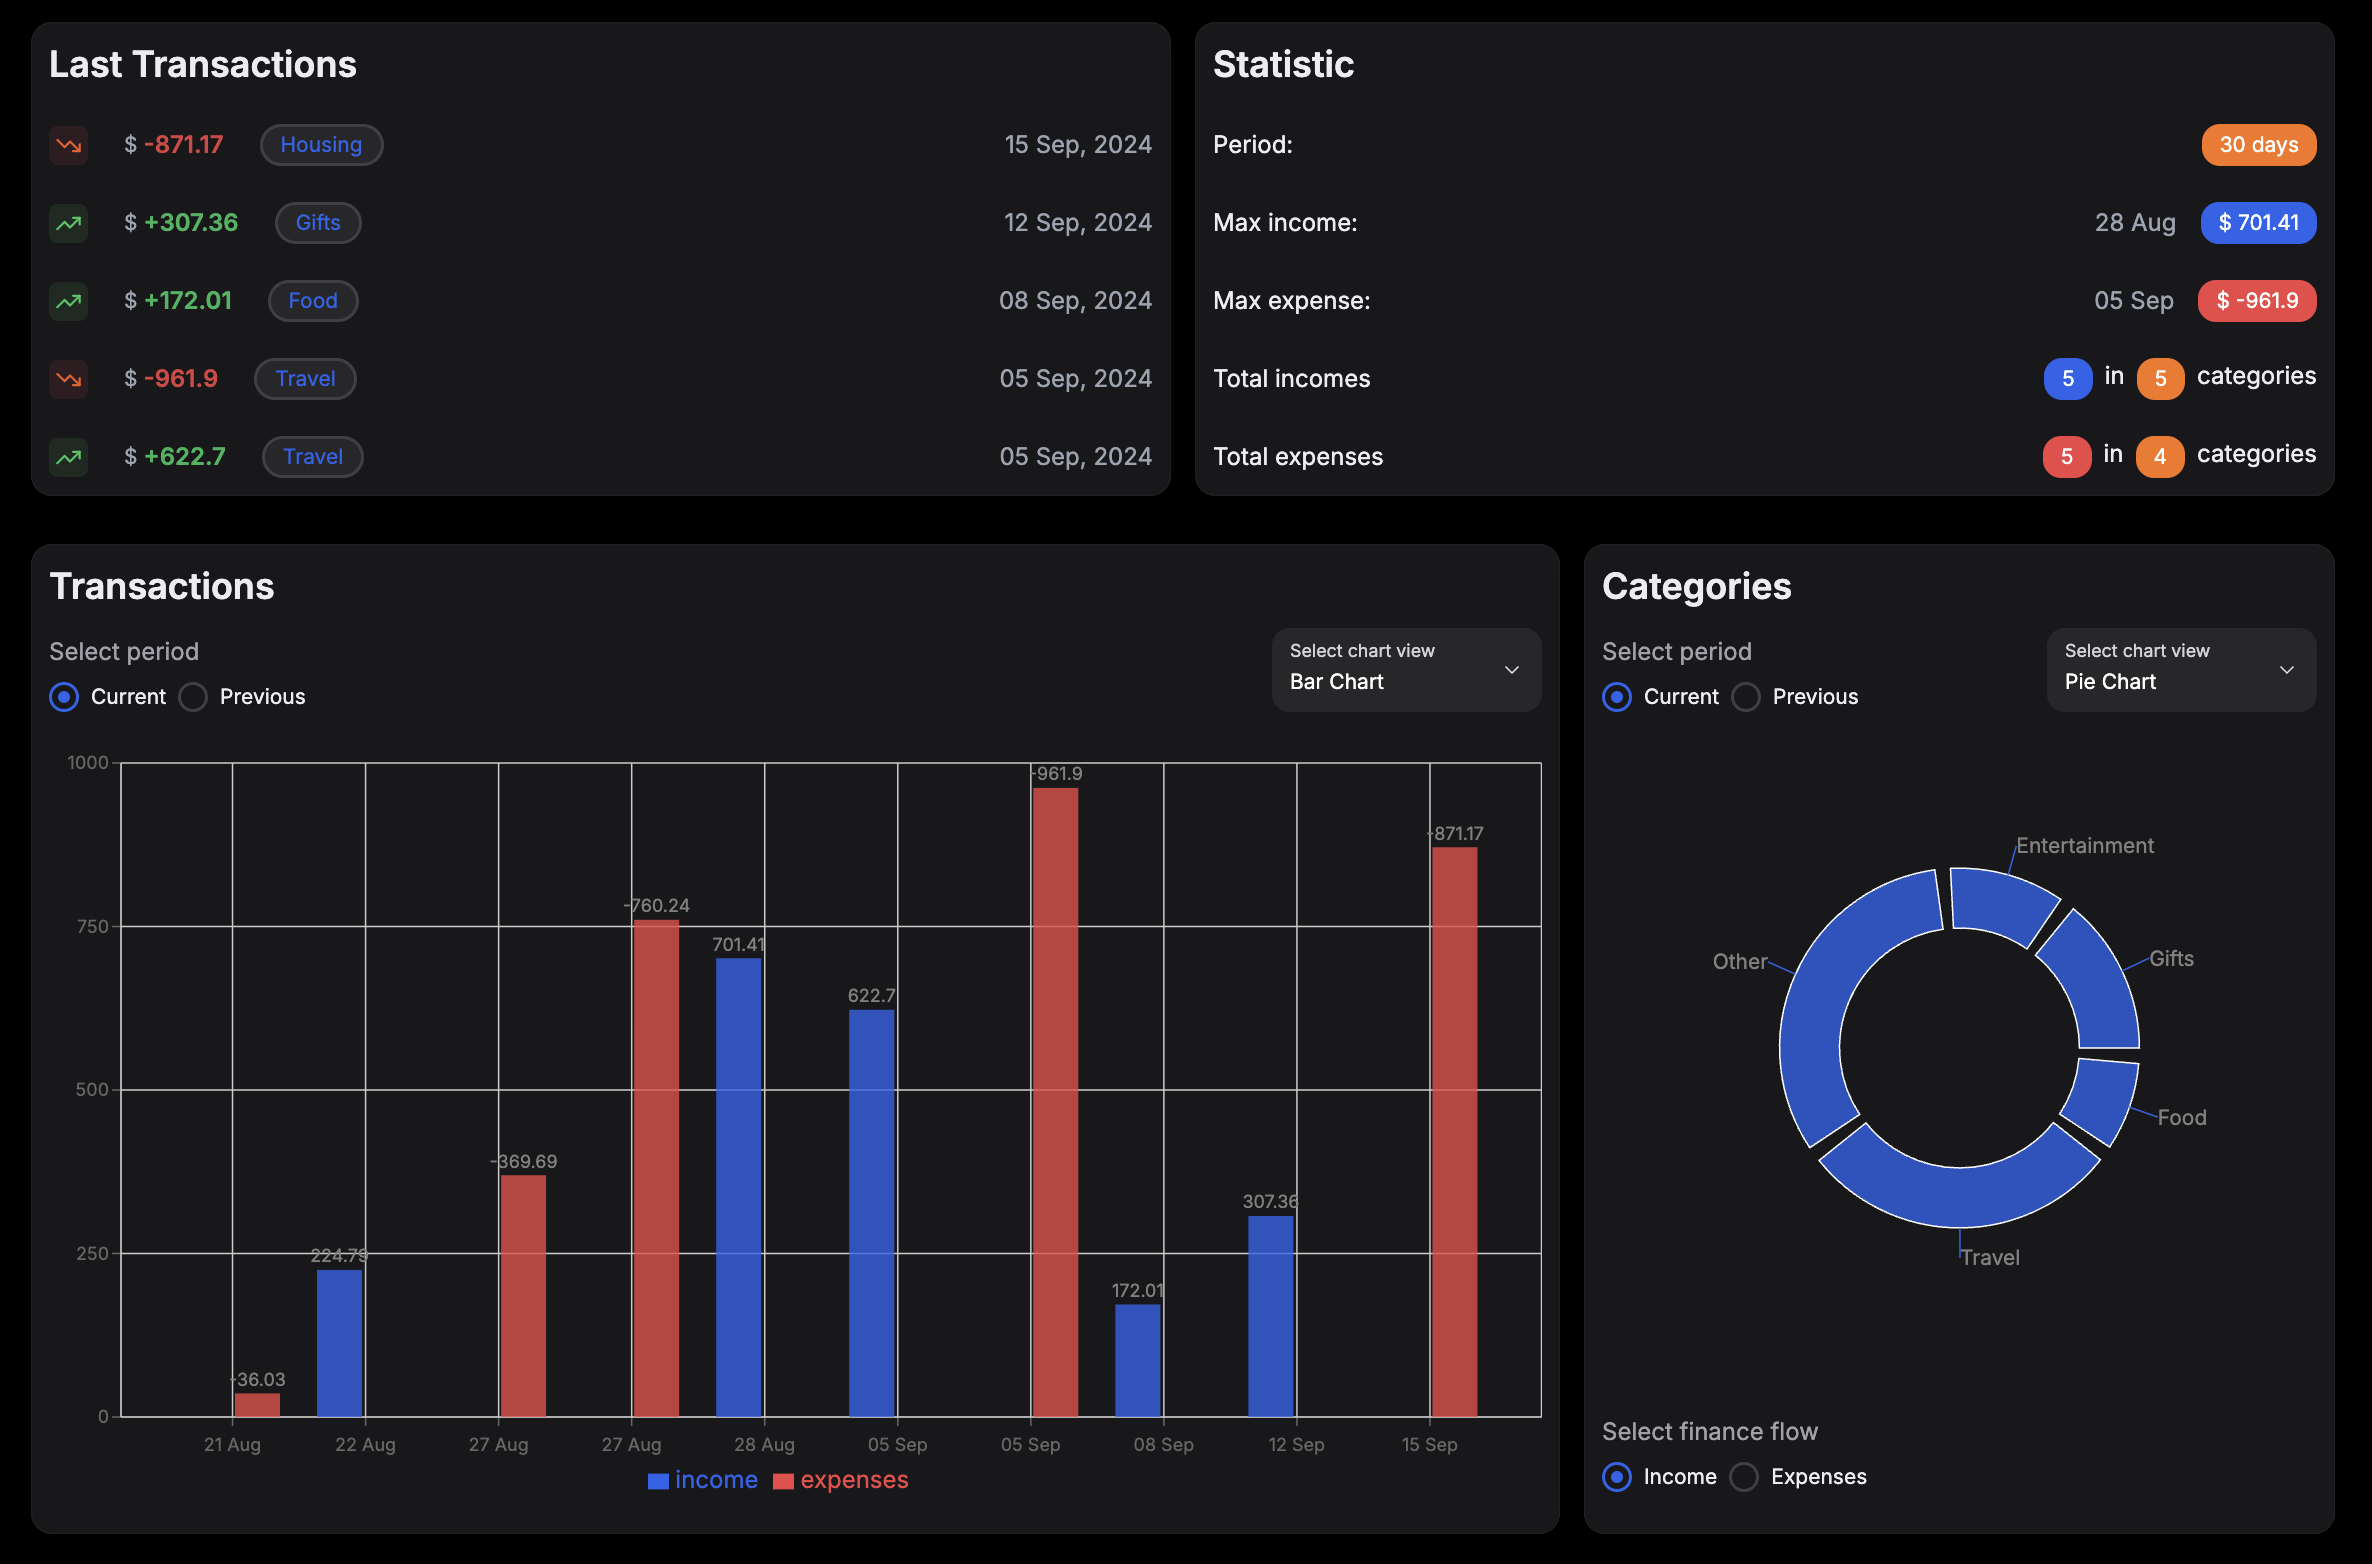 Last Transactions
$ -871.17 Housing 15 Sep, 2024
$ +307.36 Gifts 12 Sep, 2024
$ +172.01 Food 08 Sep, 2024
$ -961.9 Travel 05 Sep, 2024
$ +622.7 Travel 05 Sep, 2024
Statistic
Period: 30 days
Max income: 28 Aug $ 701.41
Max expense: 05 Sep $ -961.9
Total incomes 5 in 5 categories
Total expenses 5 in 4 categories
Transactions
Select period
Current Previous
Select chart view
Bar Chart
1000
750
500
250
0
-36.03
224.79
-369.69
-760.24
701.41
622.7
-961.9
172.01
307.36
-871.17
21 Aug 22 Aug 27 Aug 27 Aug 28 Aug 05 Sep 05 Sep 08 Sep 12 Sep 15 Sep
income expenses
Categories
Select period
Current Previous
Select chart view
Pie Chart
Entertainment
Gifts
Other
Food
Travel
Select finance flow
Income Expenses